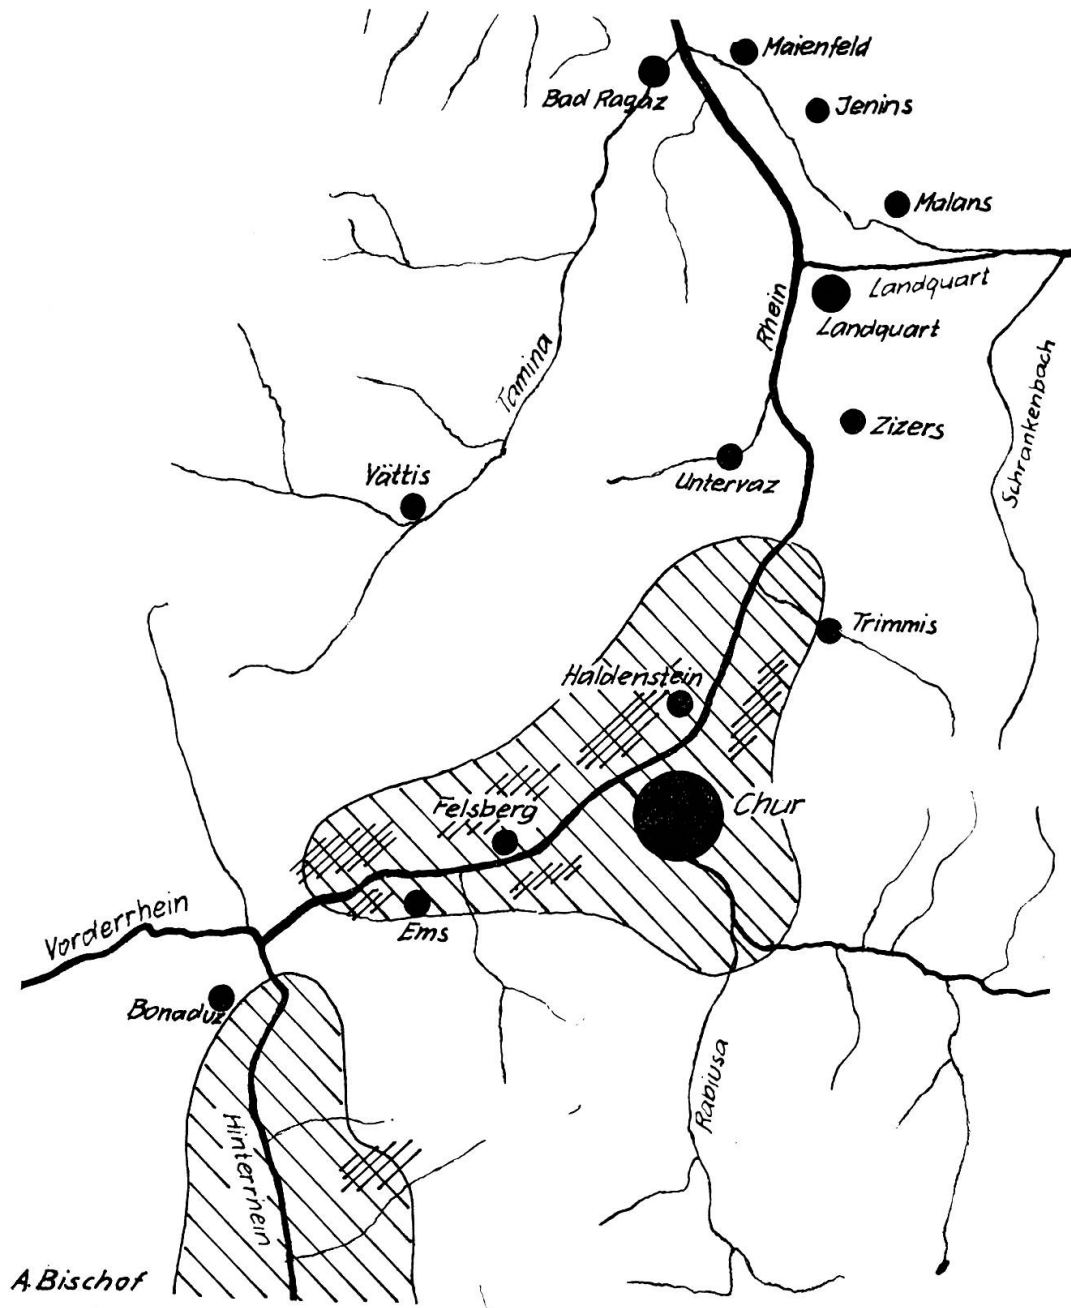 Maienfeld
Bad Ragaz
Jenins
Malans
Landquart
Landquart
Rhein
Tamina
Schrankenbach
Zizers
Vättis
Untervaz
Trimmis
Haldenstein
Felsberg
Chur
Vorderrhein
Ems
Bonaduz
Rabiusa
Hinterrhein
A.Bischof